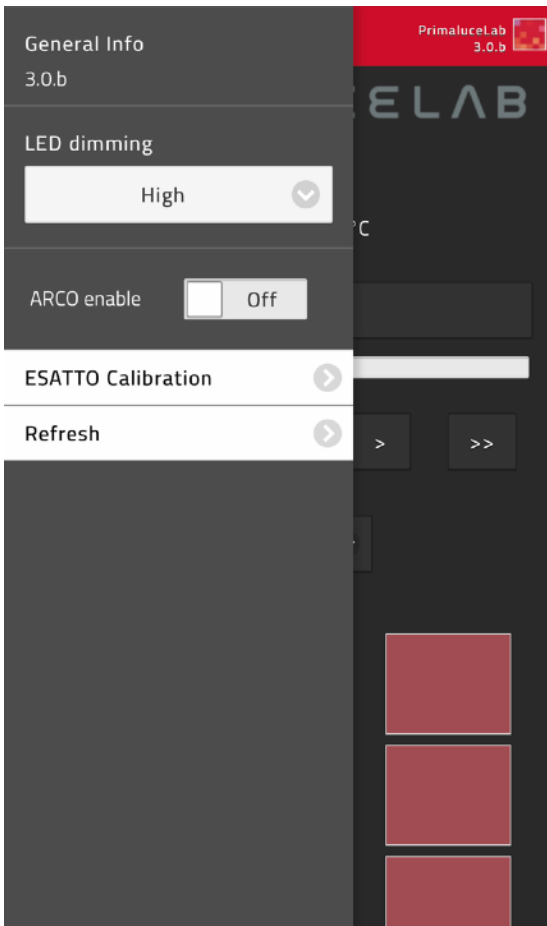 General Info
3.0.b
LED dimming
High
ARCO enable
Off
ESATTO Calibration
Refresh
PrimaluceLab
3.0.b
ELAB
°C
>
>>